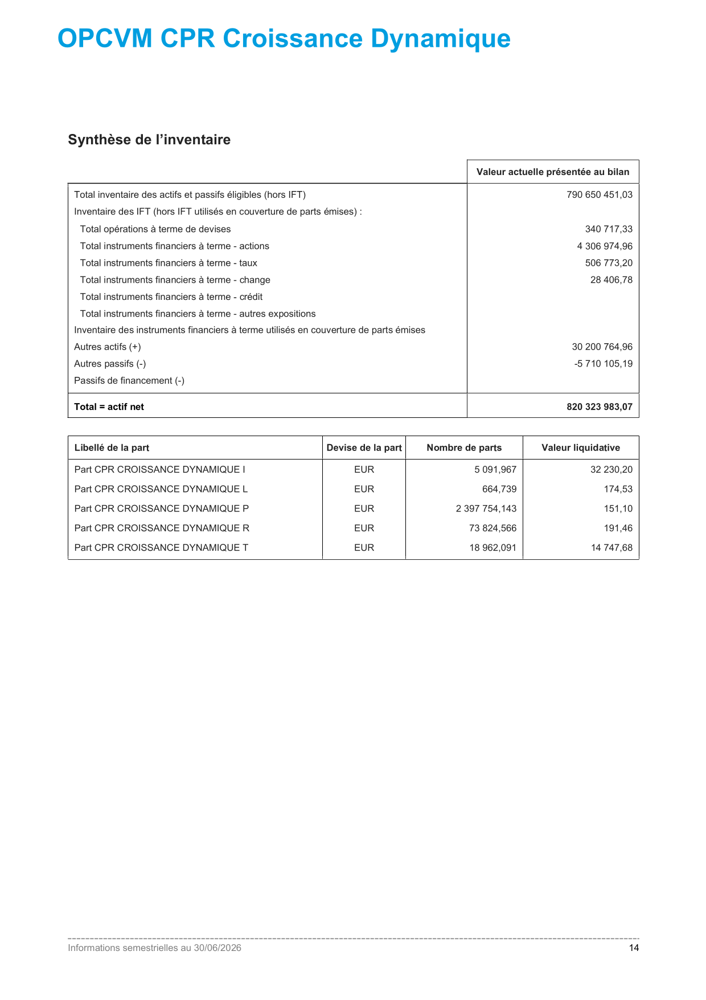 OPCVM CPR Croissance Dynamique
Synthèse de l’inventaire
Valeur actuelle présentée au bilan
Total inventaire des actifs et passifs éligibles (hors IFT) 790 650 451,03
Inventaire des IFT (hors IFT utilisés en couverture de parts émises) :
Total opérations à terme de devises 340 717,33
Total instruments financiers à terme - actions 4 306 974,96
Total instruments financiers à terme - taux 506 773,20
Total instruments financiers à terme - change 28 406,78
Total instruments financiers à terme - crédit
Total instruments financiers à terme - autres expositions
Inventaire des instruments financiers à terme utilisés en couverture de parts émises
Autres actifs (+) 30 200 764,96
Autres passifs (-) -5 710 105,19
Passifs de financement (-)
Total = actif net 820 323 983,07
Libellé de la part Devise de la part Nombre de parts Valeur liquidative
Part CPR CROISSANCE DYNAMIQUE I EUR 5 091,967 32 230,20
Part CPR CROISSANCE DYNAMIQUE L EUR 664,739 174,53
Part CPR CROISSANCE DYNAMIQUE P EUR 2 397 754,143 151,10
Part CPR CROISSANCE DYNAMIQUE R EUR 73 824,566 191,46
Part CPR CROISSANCE DYNAMIQUE T EUR 18 962,091 14 747,68
Informations semestrielles au 30/06/2026 14